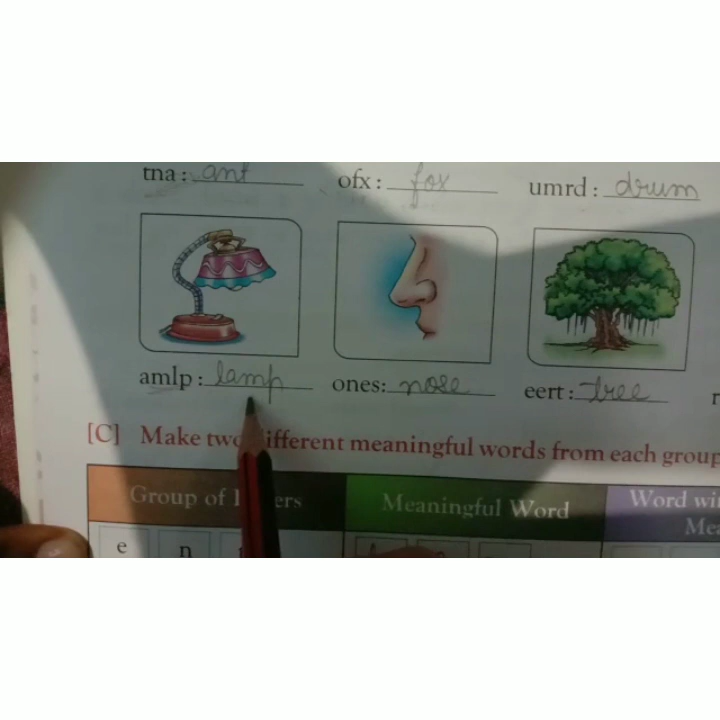 tna : ant ofx : fox umrd : drum
amlp : lamp ones: nose eert : tree
[C] Make two different meaningful words from each group
Group of Meaningful Word Word
e n